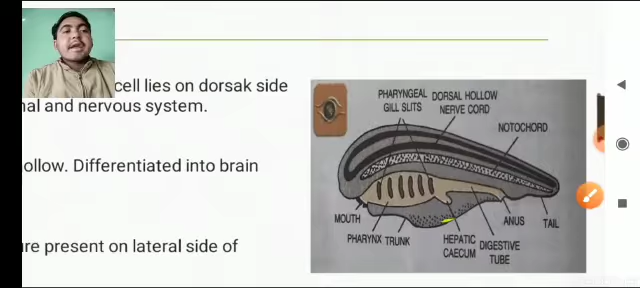 cell lies on dorsak side
nal and nervous system.
ollow. Differentiated into brain
re present on lateral side of
PHARYNGEAL
GILL SLITS
DORSAL HOLLOW
NERVE CORD
NOTOCHORD
MOUTH
PHARYNX
TRUNK
HEPATIC
CAECUM
DIGESTIVE
TUBE
ANUS
TAIL